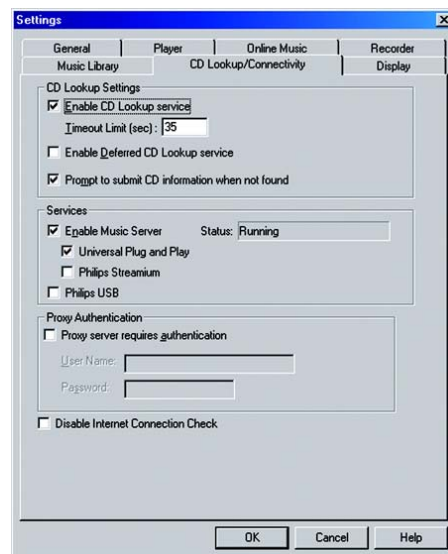 Settings
General Player Online Music Recorder
Music Library CD Lookup/Connectivity Display
CD Lookup Settings
Enable CD Lookup service
Timeout Limit (sec) : 35
Enable Deferred CD Lookup service
Prompt to submit CD information when not found
Services
Enable Music Server Status: Running
Universal Plug and Play
Philips Streamium
Philips USB
Proxy Authentication
Proxy server requires authentication
User Name:
Password:
Disable Internet Connection Check
OK Cancel Help